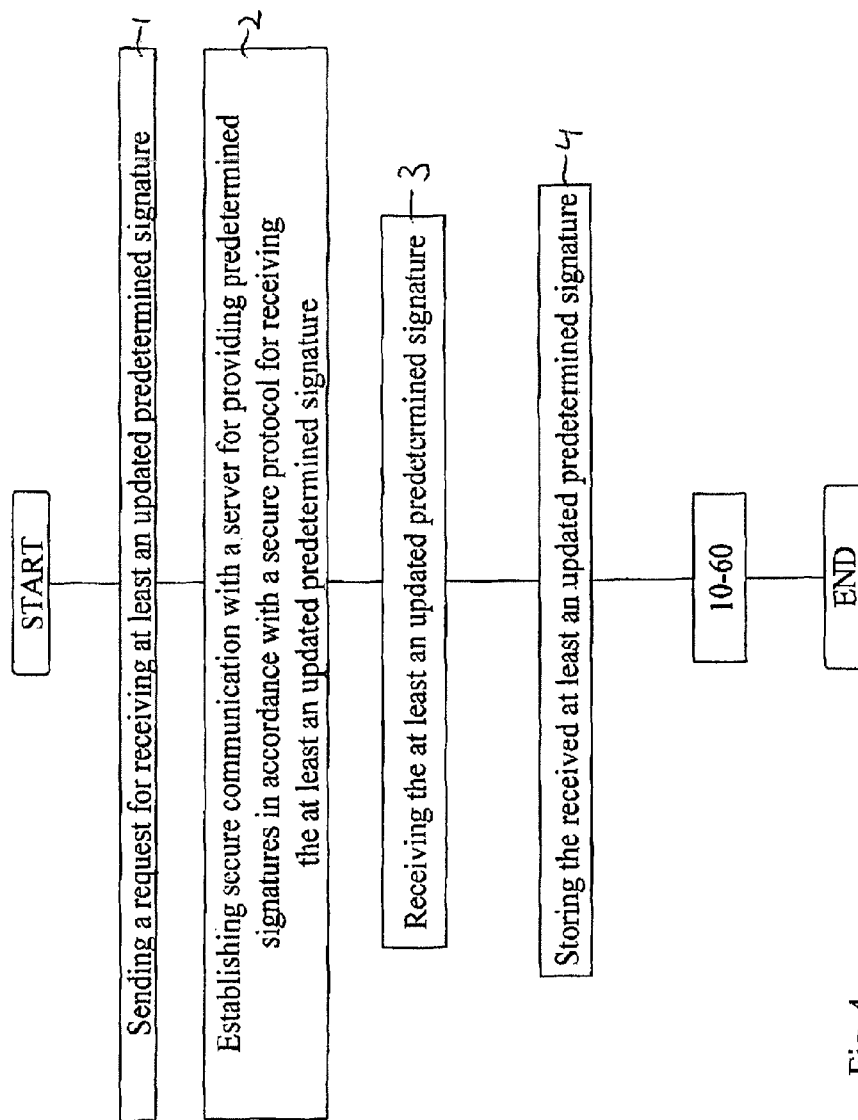 START
Sending a request for receiving at least an updated predetermined signature
1
Establishing secure communication with a server for providing predetermined
signatures in accordance with a secure protocol for receiving
the at least an updated predetermined signature
2
Receiving the at least an updated predetermined signature
3
Storing the received at least an updated predetermined signature
4
10-60
END